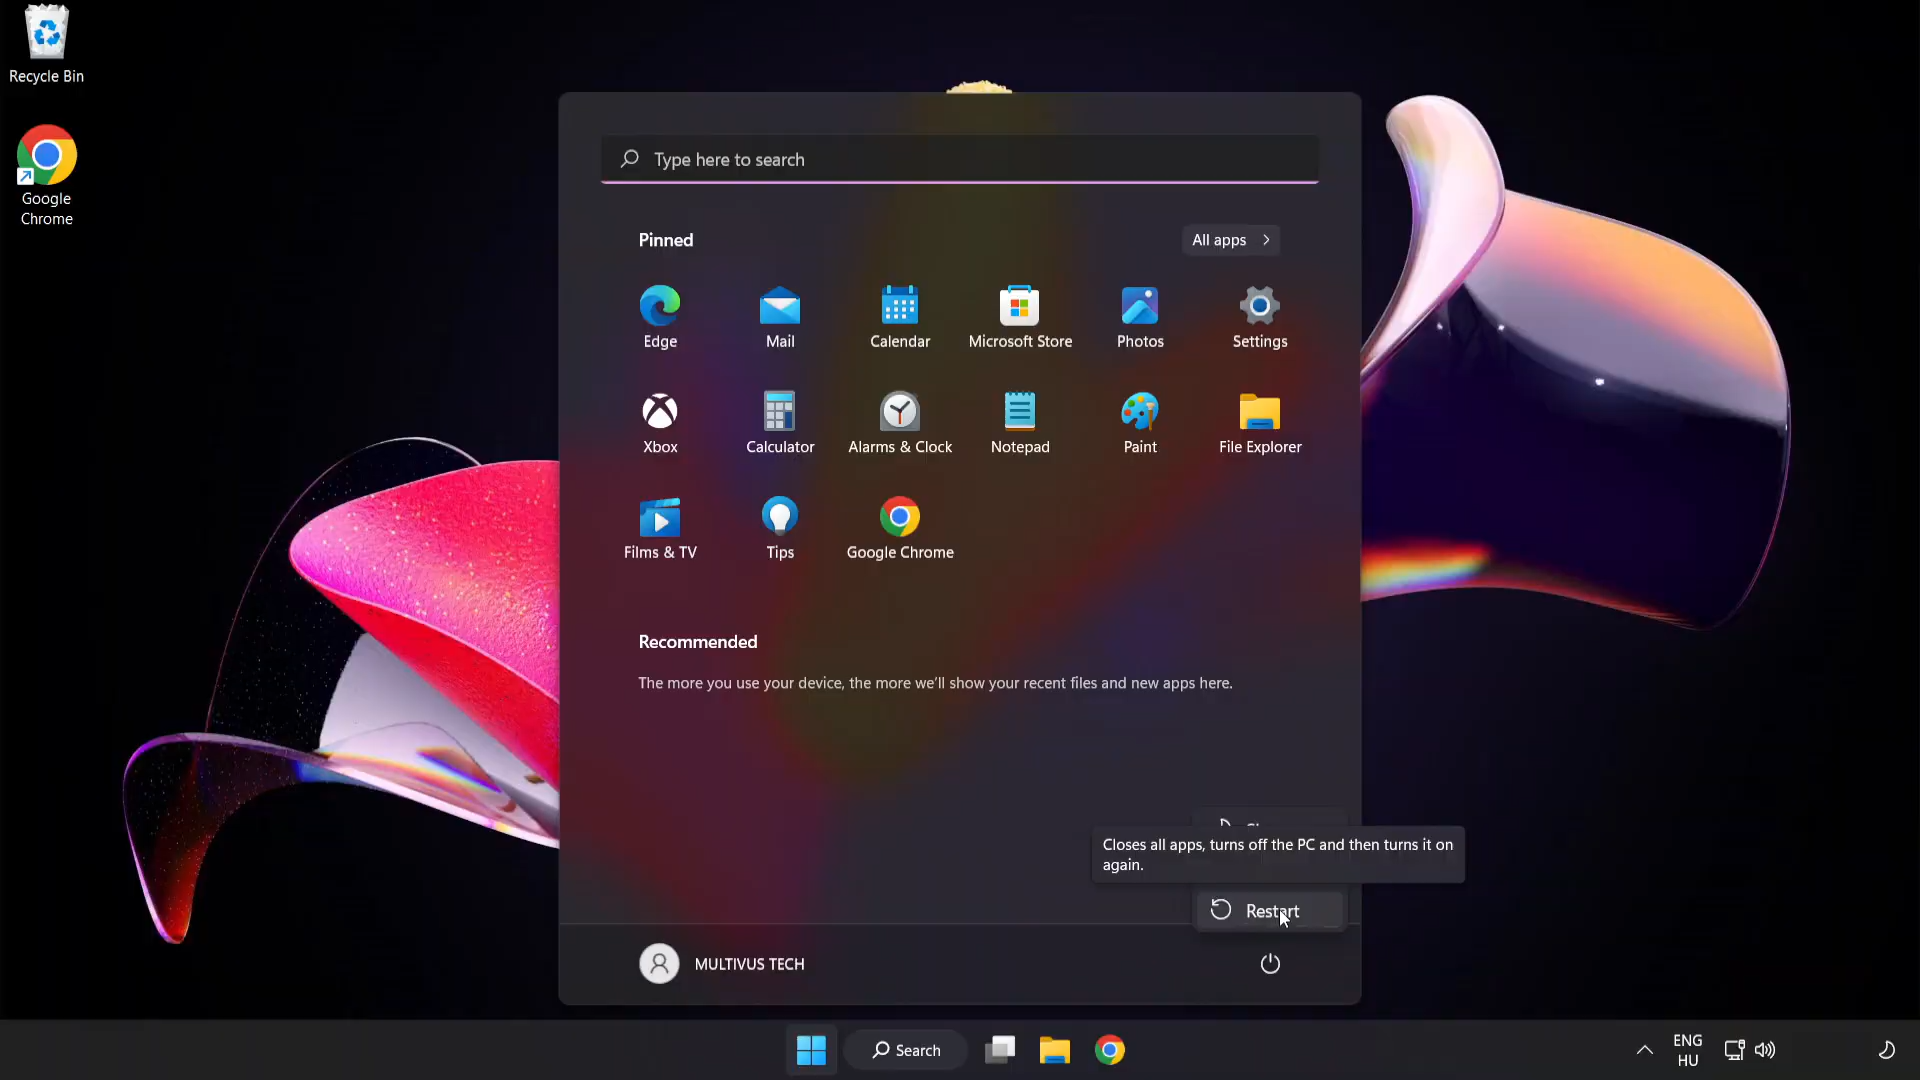 Recycle Bin
Google
Chrome
Type here to search
Pinned
All apps
Edge
Mail
Calendar
Microsoft Store
Photos
Settings
Xbox
Calculator
Alarms & Clock
Notepad
Paint
File Explorer
Films & TV
Tips
Google Chrome
Recommended
The more you use your device, the more we'll show your recent files and new apps here.
Closes all apps, turns off the PC and then turns it on
again.
Restart
MULTIVUS TECH
Search
ENG
HU